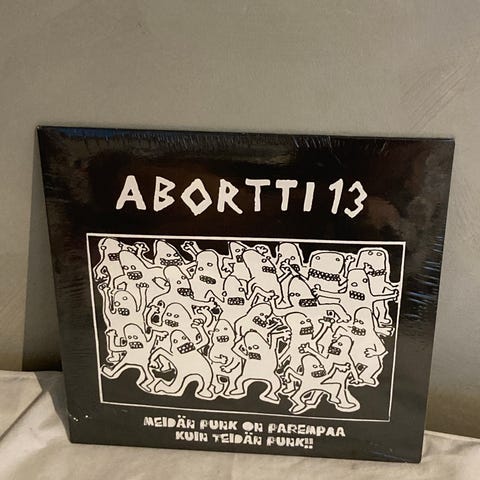 ABORTTI 13
MEIDÄN PUNK ON PAREMPAA
KUIN TEIDÄN PUNK!!